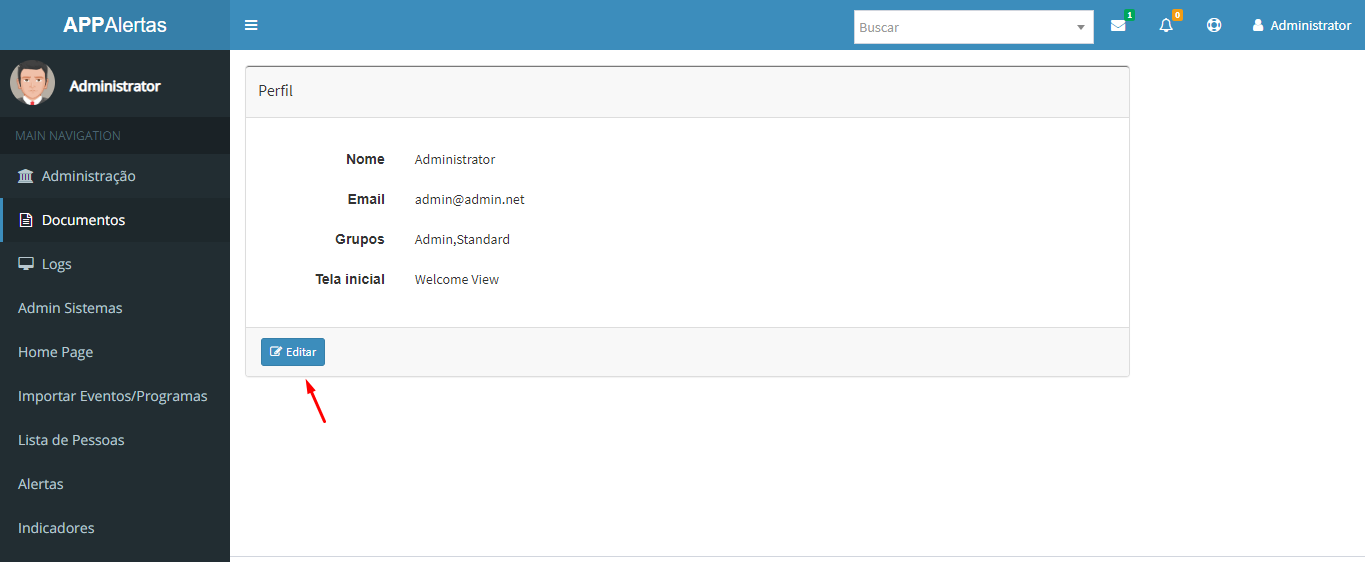 APPAlertas
Buscar
1
0
Administrator
Administrator
MAIN NAVIGATION
Administração
Documentos
Logs
Admin Sistemas
Home Page
Importar Eventos/Programas
Lista de Pessoas
Alertas
Indicadores
Perfil
Nome Administrator
Email admin@admin.net
Grupos Admin,Standard
Tela inicial Welcome View
Editar